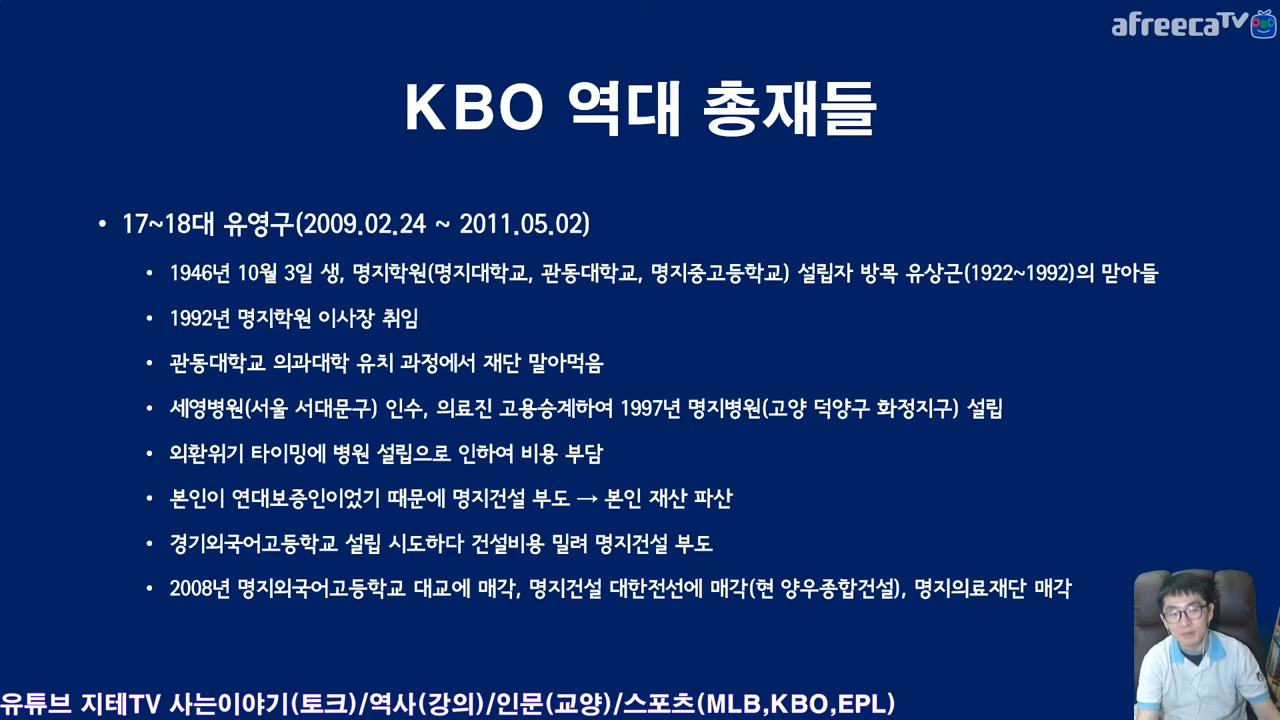 afreecaTV
KBO 역대 총재들
• 17~18대 유영구(2009.02.24 ~ 2011.05.02)
• 1946년 10월 3일 생, 명지학원(명지대학교, 관동대학교, 명지중고등학교) 설립자 방목 유상근(1922~1992)의 맏아들
• 1992년 명지학원 이사장 취임
• 관동대학교 의과대학 유치 과정에서 재단 말아먹음
• 세영병원(서울 서대문구) 인수, 의료진 고용승계하여 1997년 명지병원(고양 덕양구 화정지구) 설립
• 외환위기 타이밍에 병원 설립으로 인하여 비용 부담
• 본인이 연대보증인이었기 때문에 명지건설 부도 → 본인 재산 파산
• 경기외국어고등학교 설립 시도하다 건설비용 밀려 명지건설 부도
• 2008년 명지외국어고등학교 대교에 매각, 명지건설 대한전선에 매각(현 양우종합건설), 명지의료재단 매각
유튜브 지테TV 사는이야기(토크)/역사(강의)/인문(교양)/스포츠(MLB,KBO,EPL)